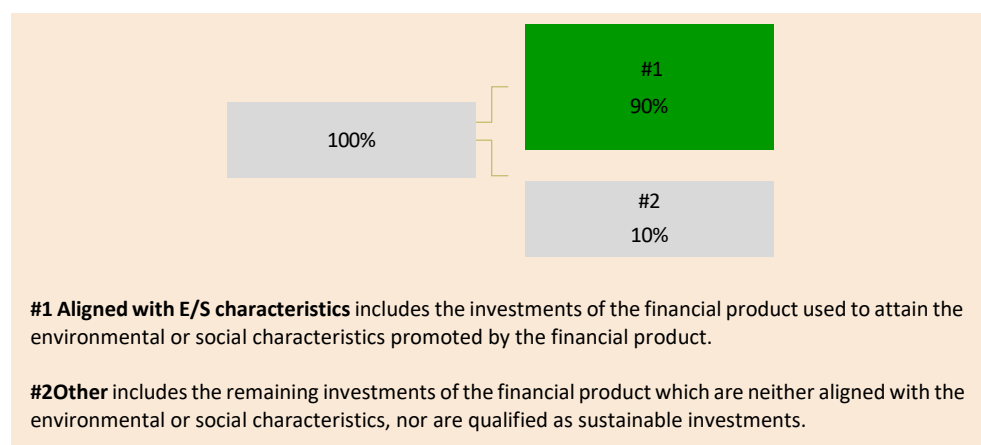 #1
90%
100%
#2
10%
#1 Aligned with E/S characteristics includes the investments of the financial product used to attain the
environmental or social characteristics promoted by the financial product.
#2Other includes the remaining investments of the financial product which are neither aligned with the
environmental or social characteristics, nor are qualified as sustainable investments.